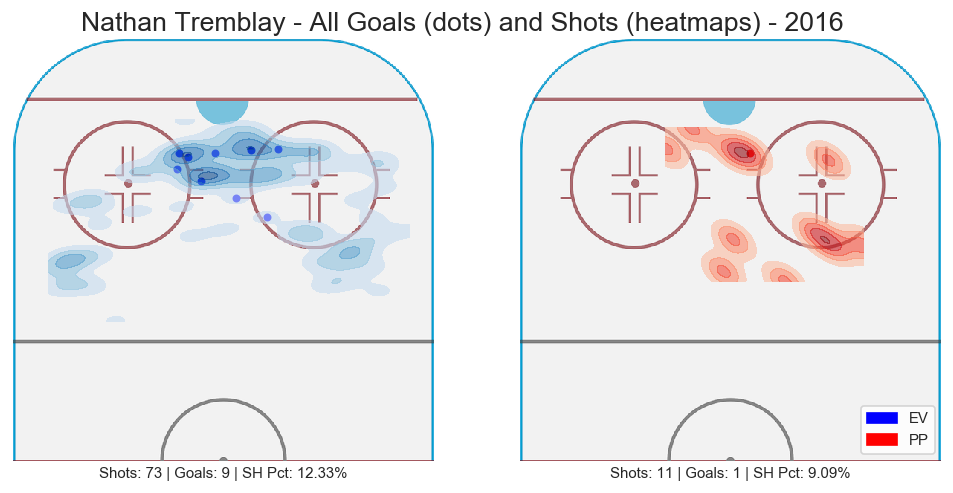 Nathan Tremblay - All Goals (dots) and Shots (heatmaps) - 2016
EV
PP
Shots: 73 | Goals: 9 | SH Pct: 12.33%
Shots: 11 | Goals: 1 | SH Pct: 9.09%